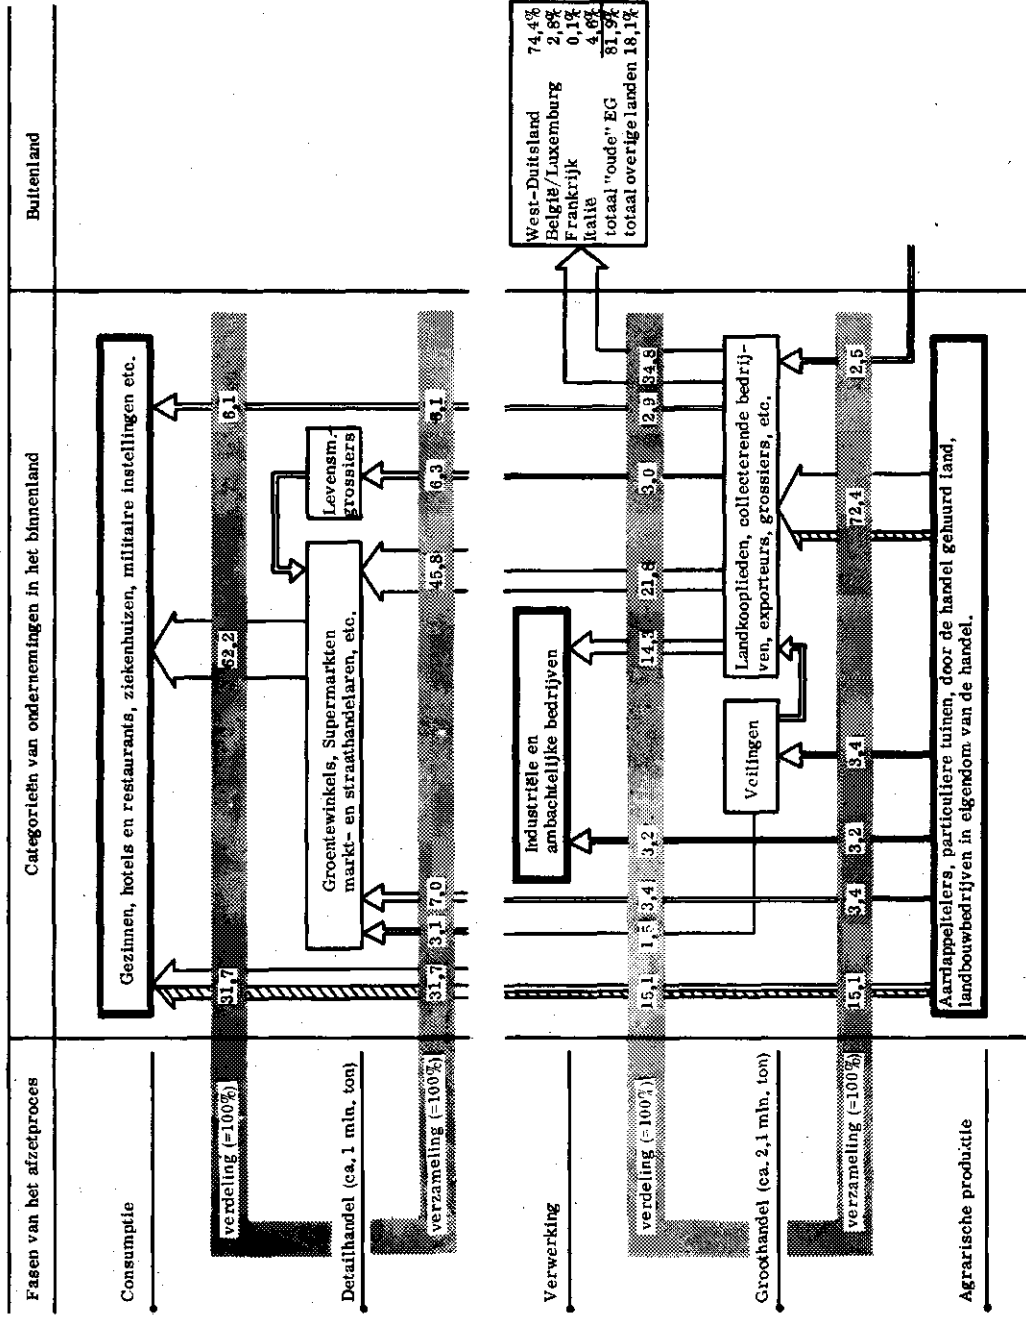 Fasen van het afzetproces
Categorieën van ondernemingen in het binnenland
Buitenland
Consumptie
Gezinnen, hotels en restaurants, ziekenhuizen, militaire instellingen etc.
verdeling (=100%)
31,7
62,2
6,1
Detailhandel (ca. 1 mln. ton)
Groentewinkels, Supermarkten
markt- en straathandelaren, etc.
Levensm.-
grossiers
verzameling (=100%)
31,7
3,1
7,0
45,8
6,3
6,1
Verwerking
Industriële en
ambachtelijke bedrijven
West-Duitsland 74,4%
België/Luxemburg 2,8%
Frankrijk 0,1%
Italië 4,6%
totaal "oude" EG 81,9%
totaal overige landen 18,1%
verdeling (=100%)
15,1
1,5
3,4
3,2
14,3
21,8
3,0
2,9
34,8
Groothandel (ca. 2,1 mln. ton)
Veilingen
Landkooplieden, collecterende bedrij-
ven, exporteurs, grossiers, etc.
verzameling (=100%)
15,1
3,4
3,2
3,4
72,4
2,5
Agrarische produktie
Aardappeltelers, particuliere tuinen, door de handel gehuurd land,
landbouwbedrijven in eigendom van de handel.